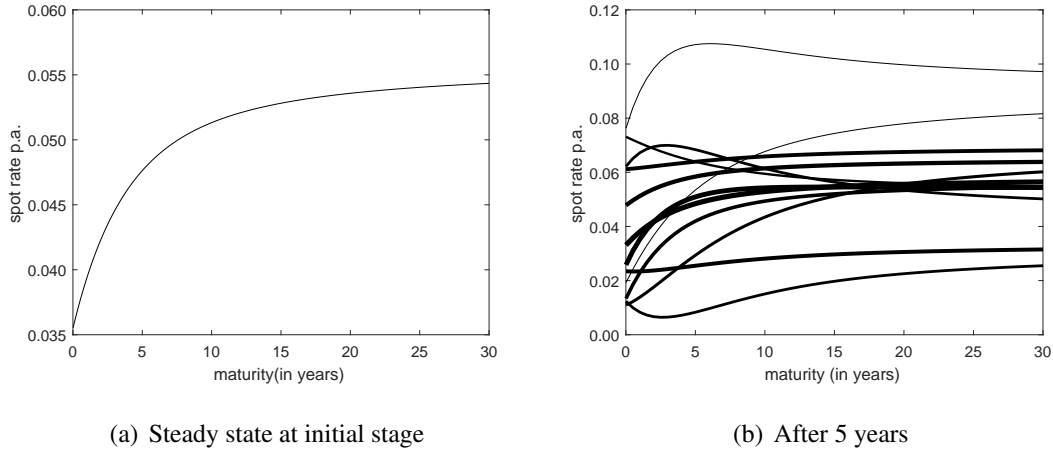 0.060
0.055
0.050
0.045
0.040
0.035
spot rate p.a.
0 5 10 15 20 25 30
maturity(in years)
(a) Steady state at initial stage
0.12
0.10
0.08
0.06
0.04
0.02
0.00
spot rate p.a.
0 5 10 15 20 25 30
maturity (in years)
(b) After 5 years